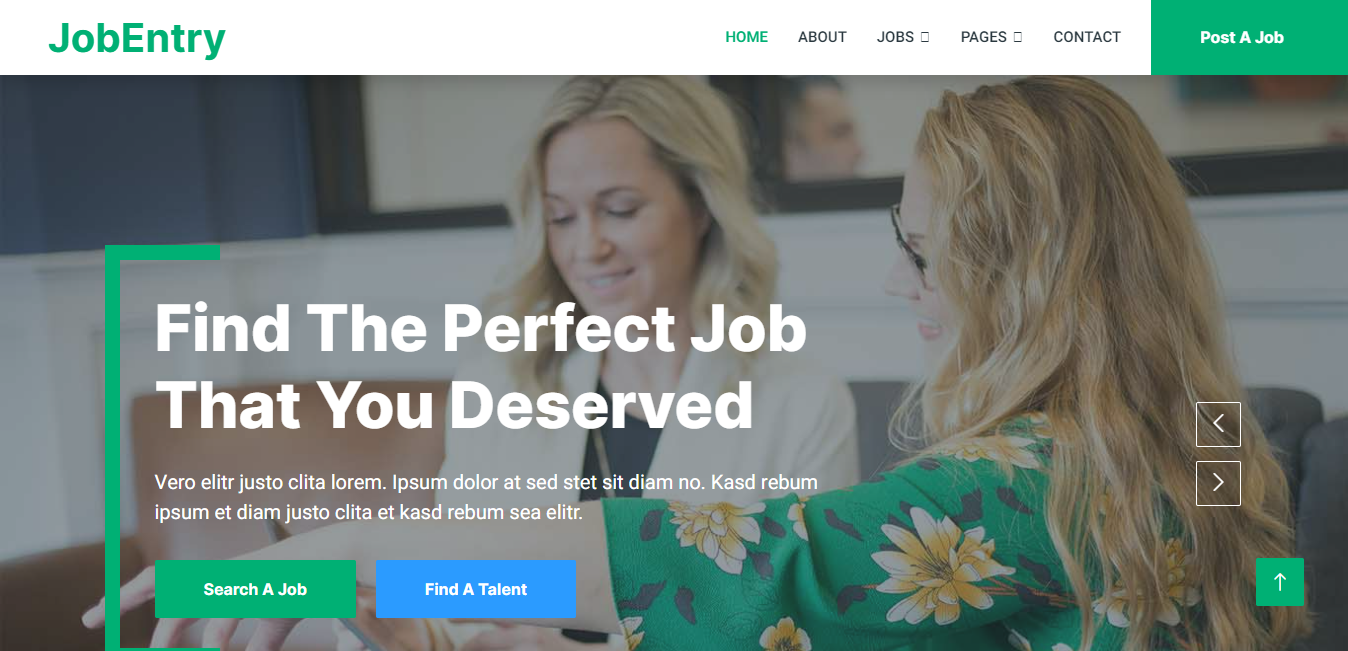 JobEntry
HOME ABOUT JOBS PAGES CONTACT Post A Job
Find The Perfect Job
That You Deserved
Vero elitr justo clita lorem. Ipsum dolor at sed stet sit diam no. Kasd rebum
ipsum et diam justo clita et kasd rebum sea elitr.
Search A Job Find A Talent